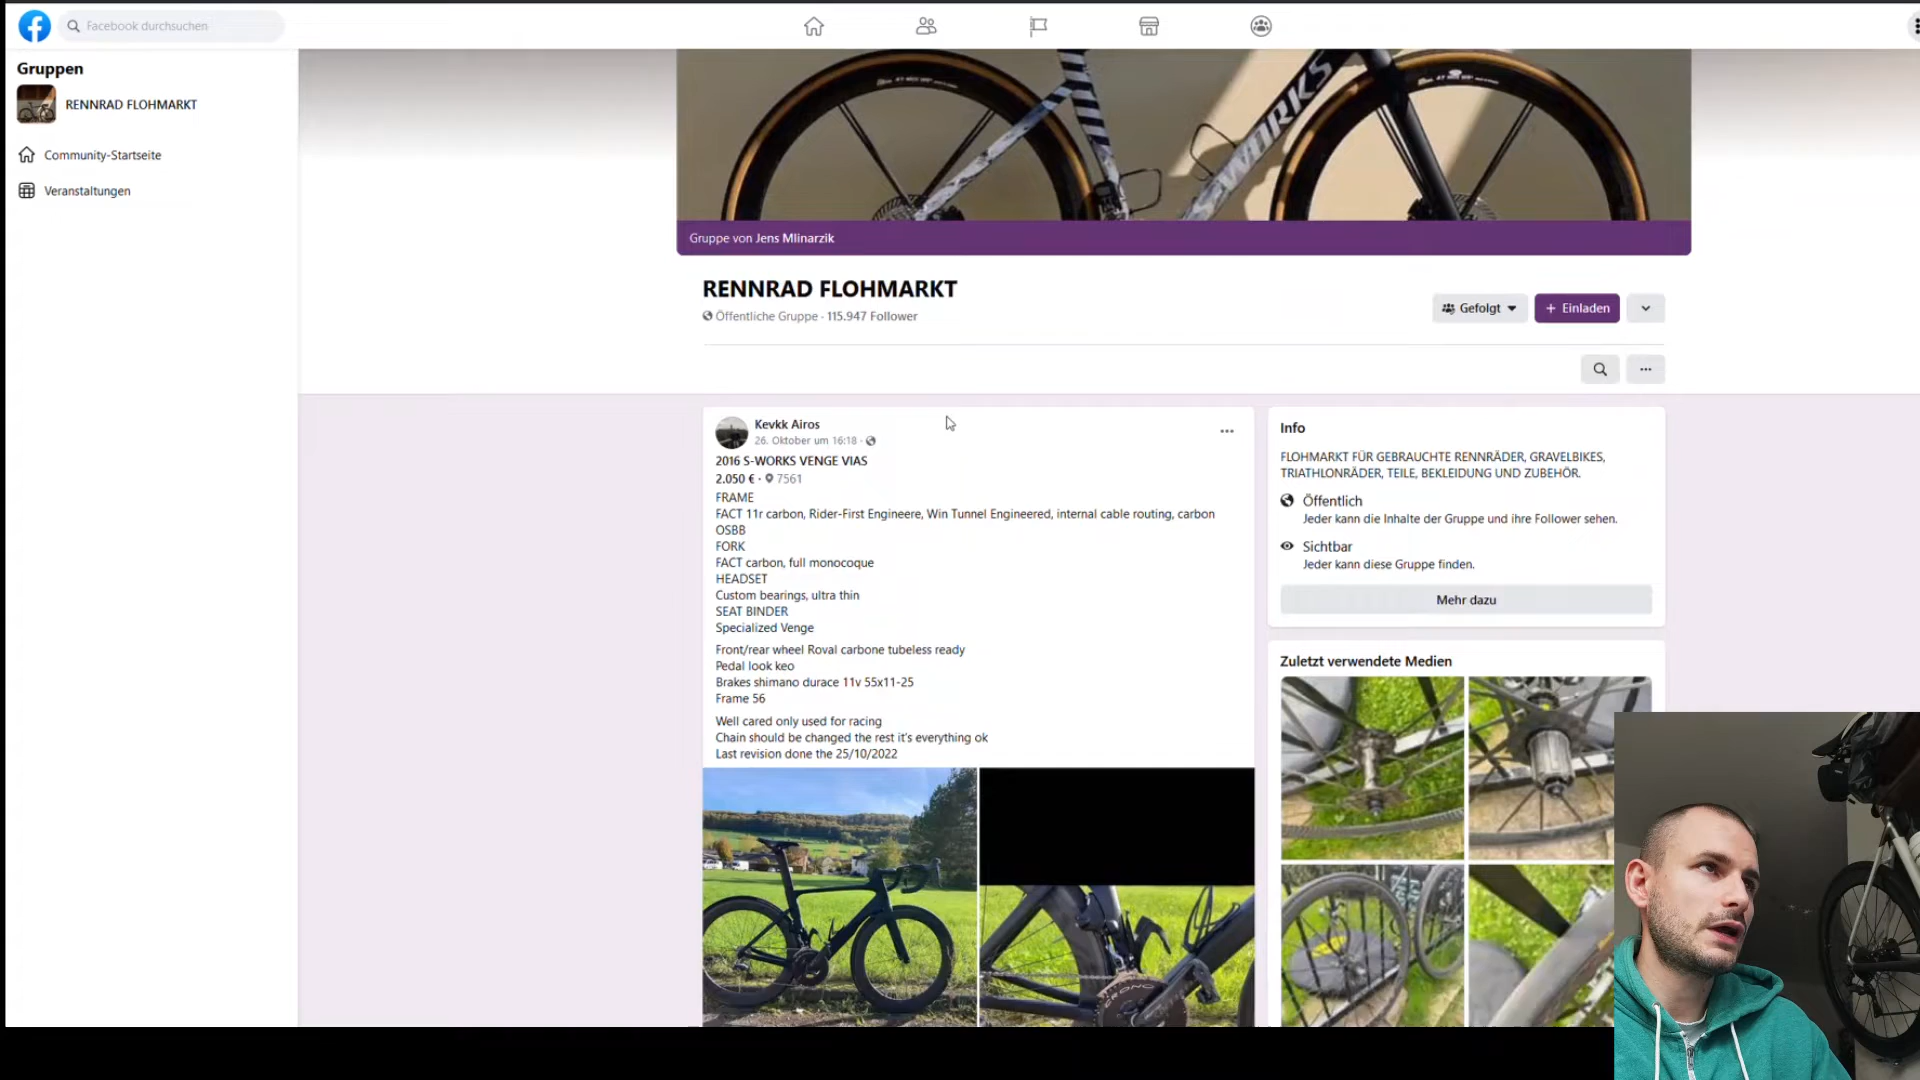 Facebook durchsuchen
Gruppen
RENNRAD FLOHMARKT
Community-Startseite
Veranstaltungen
WORKS
Gruppe von Jens Mlinarzik
RENNRAD FLOHMARKT
Öffentliche Gruppe · 115.947 Follower
Gefolgt
+ Einladen
Kevkk Airos
26. Oktober um 16:18 ·
2016 S-WORKS VENGE VIAS
2.050 € · 7561
FRAME
FACT 11r carbon, Rider-First Engineere, Win Tunnel Engineered, internal cable routing, carbon
OSBB
FORK
FACT carbon, full monocoque
HEADSET
Custom bearings, ultra thin
SEAT BINDER
Specialized Venge
Front/rear wheel Roval carbone tubeless ready
Pedal look keo
Brakes shimano durace 11v 55x11-25
Frame 56
Well cared only used for racing
Chain should be changed the rest it's everything ok
Last revision done the 25/10/2022
Info
FLOHMARKT FÜR GEBRAUCHTE RENNRÄDER, GRAVELBIKES,
TRIATHLONRÄDER, TEILE, BEKLEIDUNG UND ZUBEHÖR.
Öffentlich
Jeder kann die Inhalte der Gruppe und ihre Follower sehen.
Sichtbar
Jeder kann diese Gruppe finden.
Mehr dazu
Zuletzt verwendete Medien